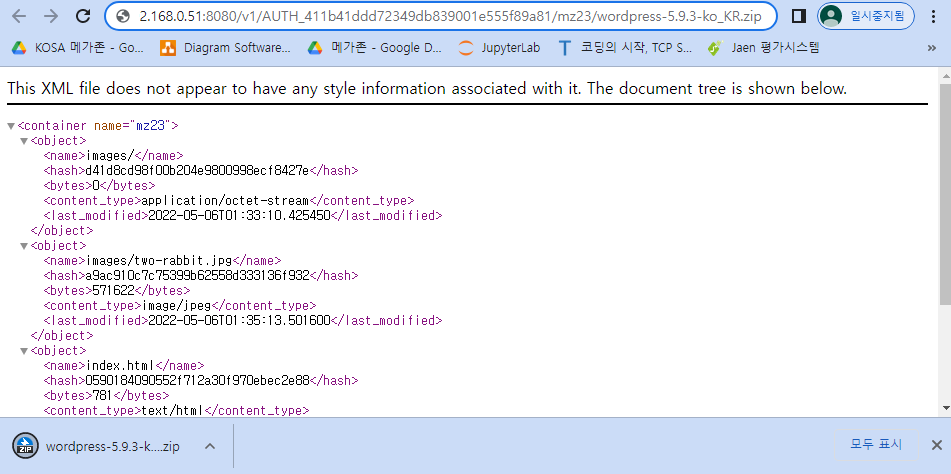 2.168.0.51:8080/v1/AUTH_411b41ddd72349db839001e555f89a81/mz23/wordpress-5.9.3-ko_KR.zip 일시중지됨
KOSA 메가존 - Go... Diagram Software... 메가존 - Google D... JupyterLab 코딩의 시작, TCP S... Jaen 평가시스템 »
This XML file does not appear to have any style information associated with it. The document tree is shown below.
<container name="mz23">
<object>
<name>images/</name>
<hash>d41d8cd98f00b204e9800998ecf8427e</hash>
<bytes>0</bytes>
<content_type>application/octet-stream</content_type>
<last_modified>2022-05-06T01:33:10.425450</last_modified>
</object>
<object>
<name>images/two-rabbit.jpg</name>
<hash>a9ac910c7c75399b62558d333136f932</hash>
<bytes>571622</bytes>
<content_type>image/jpeg</content_type>
<last_modified>2022-05-06T01:35:13.501600</last_modified>
</object>
<object>
<name>index.html</name>
<hash>0590184090552f712a30f970ebec2e88</hash>
<bytes>781</bytes>
<content_type>text/html</content_type>
ZIP wordpress-5.9.3-k....zip 모두 표시